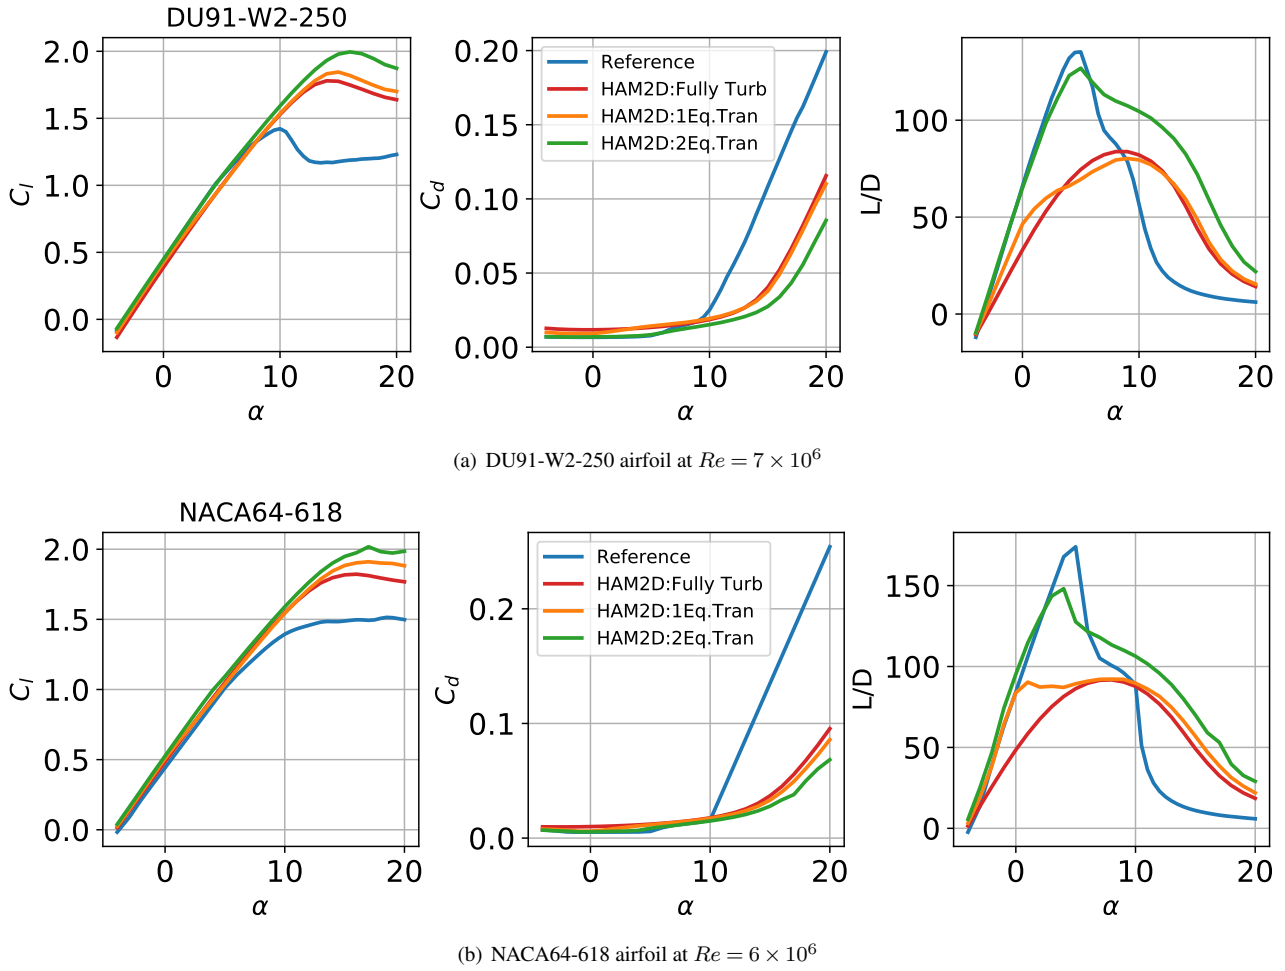 DU91-W2-250
2.0
1.5
1.0
0.5
0.0
C_l
0 10 20
α
0.20
0.15
0.10
0.05
0.00
C_d
Reference
HAM2D:Fully Turb
HAM2D:1Eq.Tran
HAM2D:2Eq.Tran
0 10 20
α
100
50
0
L/D
0 10 20
α
(a) DU91-W2-250 airfoil at Re = 7 × 10⁶
NACA64-618
2.0
1.5
1.0
0.5
0.0
C_l
0 10 20
α
0.2
0.1
0.0
C_d
Reference
HAM2D:Fully Turb
HAM2D:1Eq.Tran
HAM2D:2Eq.Tran
0 10 20
α
150
100
50
0
L/D
0 10 20
α
(b) NACA64-618 airfoil at Re = 6 × 10⁶